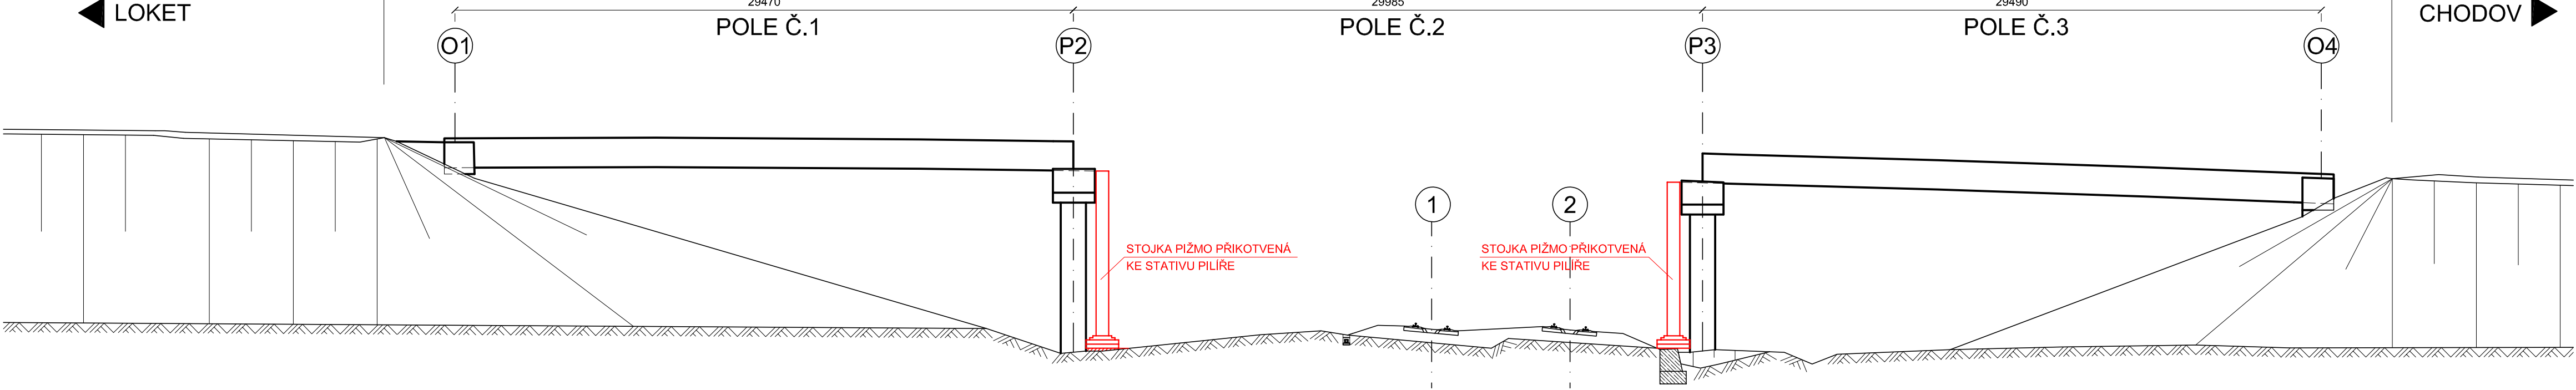 29470
29985
29490
LOKET
POLE Č.1
POLE Č.2
POLE Č.3
CHODOV
O1
P2
P3
O4
1
2
STOJKA PIŽMO PŘIKOTVENÁ
KE STATIVU PILÍŘE
STOJKA PIŽMO PŘIKOTVENÁ
KE STATIVU PILÍŘE